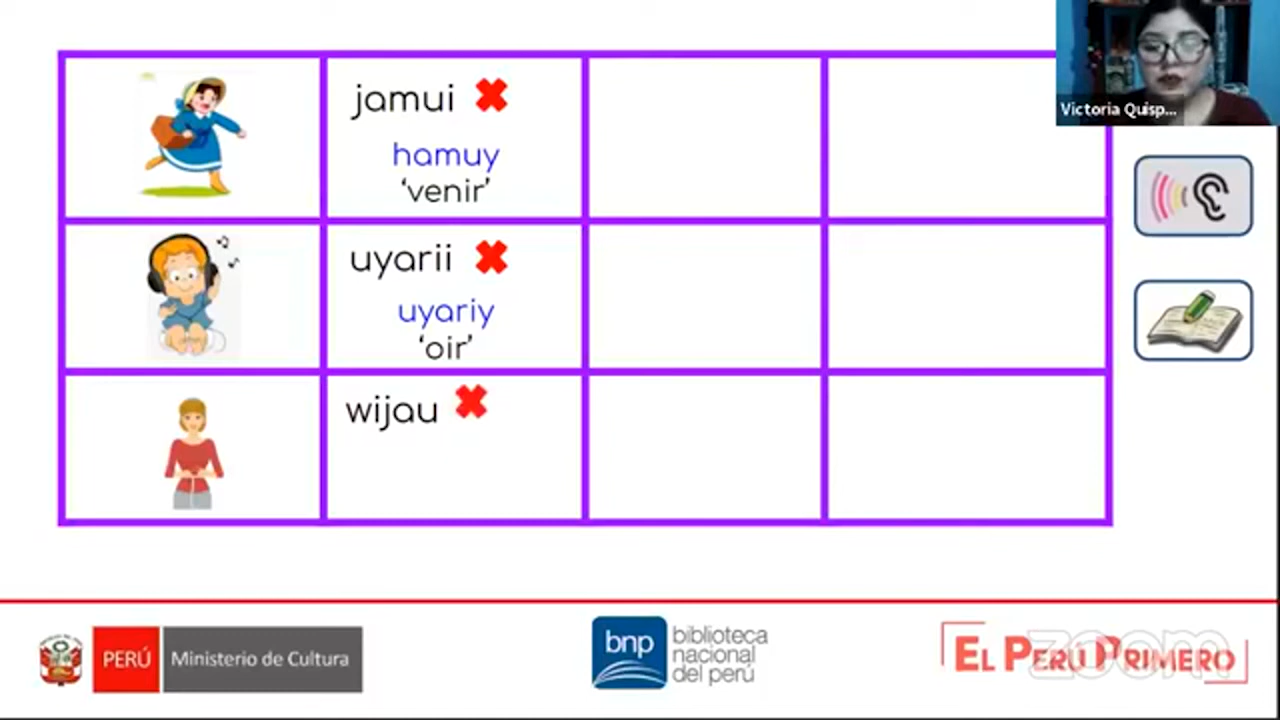 jamui
hamuy
‘venir’
Victoria Quisp...
uyarii
uyariy
‘oir’
wijau
PERÚ
Ministerio de Cultura
bnp
biblioteca
nacional
del perú
EL PERÚ PRIMERO
zoom